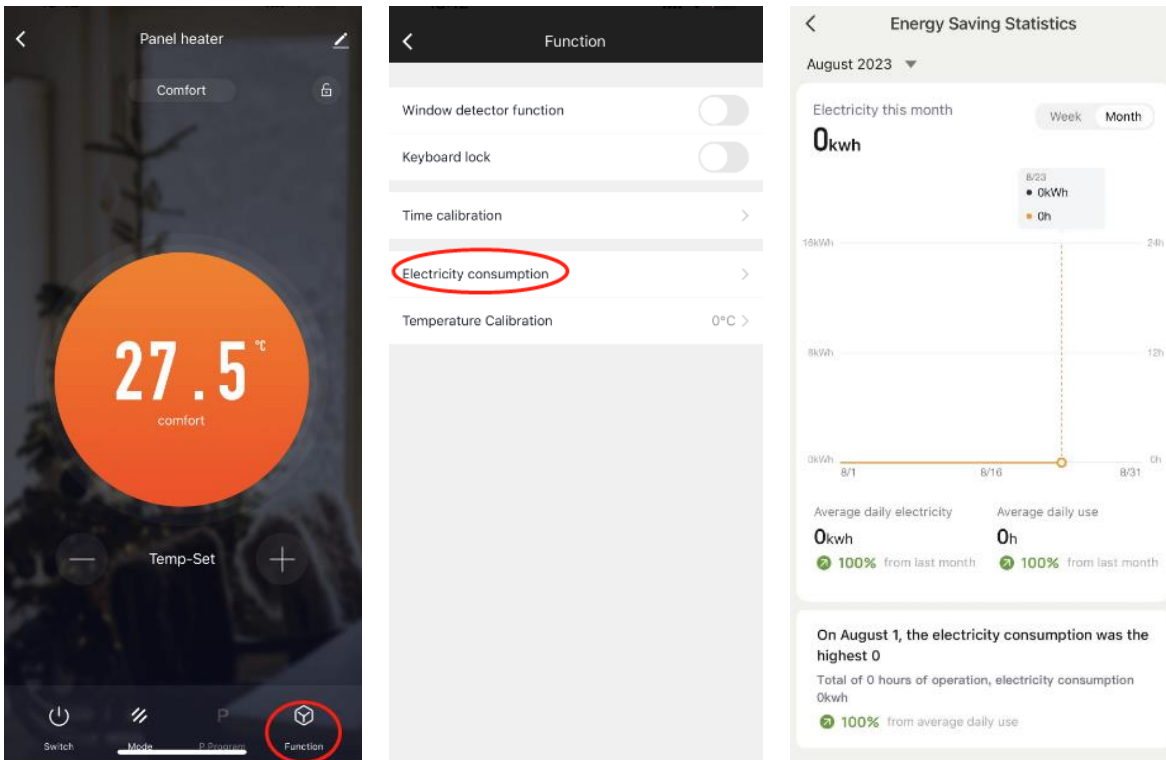 Panel heater
Comfort
27.5 °C
comfort
Temp-Set
Switch
Mode
P
P Program
Function
Function
Window detector function
Keyboard lock
Time calibration
Electricity consumption
Temperature Calibration 0°C
Energy Saving Statistics
August 2023
Electricity this month
Week Month
0kwh
8/23
0kWh
0h
16kWh 24h
8kWh 12h
0kWh 0h
8/1 8/16 8/31
Average daily electricity Average daily use
0kwh 0h
100% from last month 100% from last month
On August 1, the electricity consumption was the
highest 0
Total of 0 hours of operation, electricity consumption
0kwh
100% from average daily use